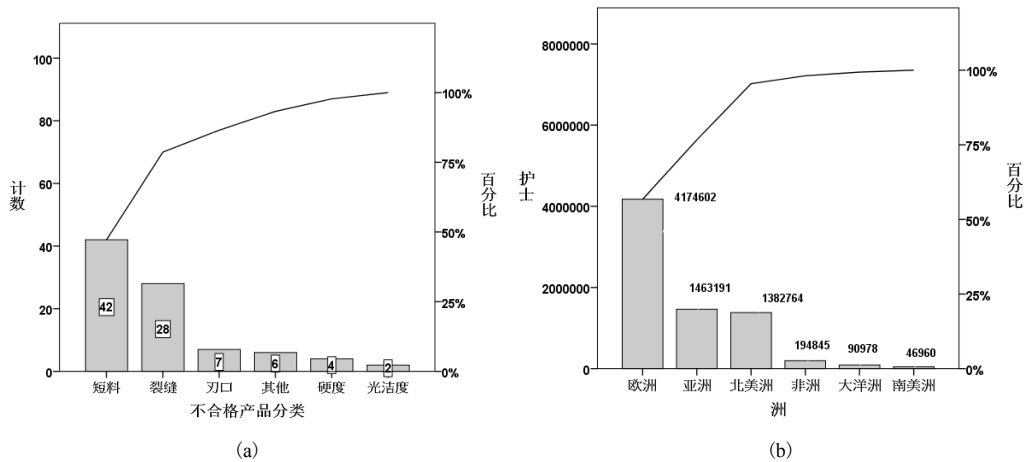 100
80
60
40
20
0
计数
100%
75%
50%
25%
0%
百分比
42
28
7
6
4
2
短料
裂缝
刃口
其他
硬度
光洁度
不合格产品分类
(a)
8000000
6000000
4000000
2000000
0
护士
100%
75%
50%
25%
0%
百分比
4174602
1463191
1382764
194845
90978
46960
欧洲
亚洲
北美洲
非洲
大洋洲
南美洲
洲
(b)